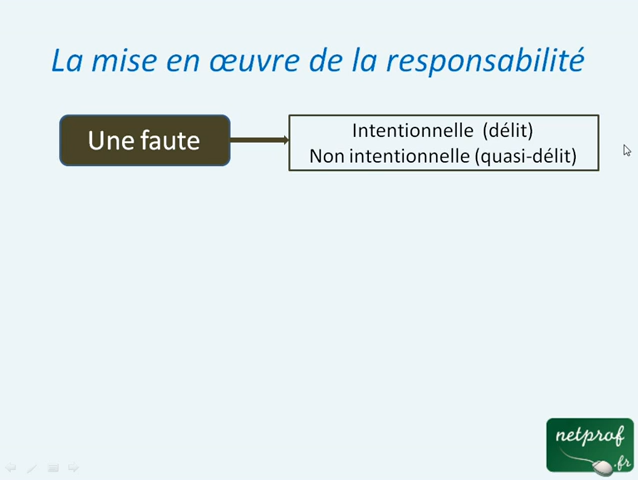 La mise en œuvre de la responsabilité
Une faute
Intentionnelle (délit)
Non intentionnelle (quasi-délit)
netprof
.fr